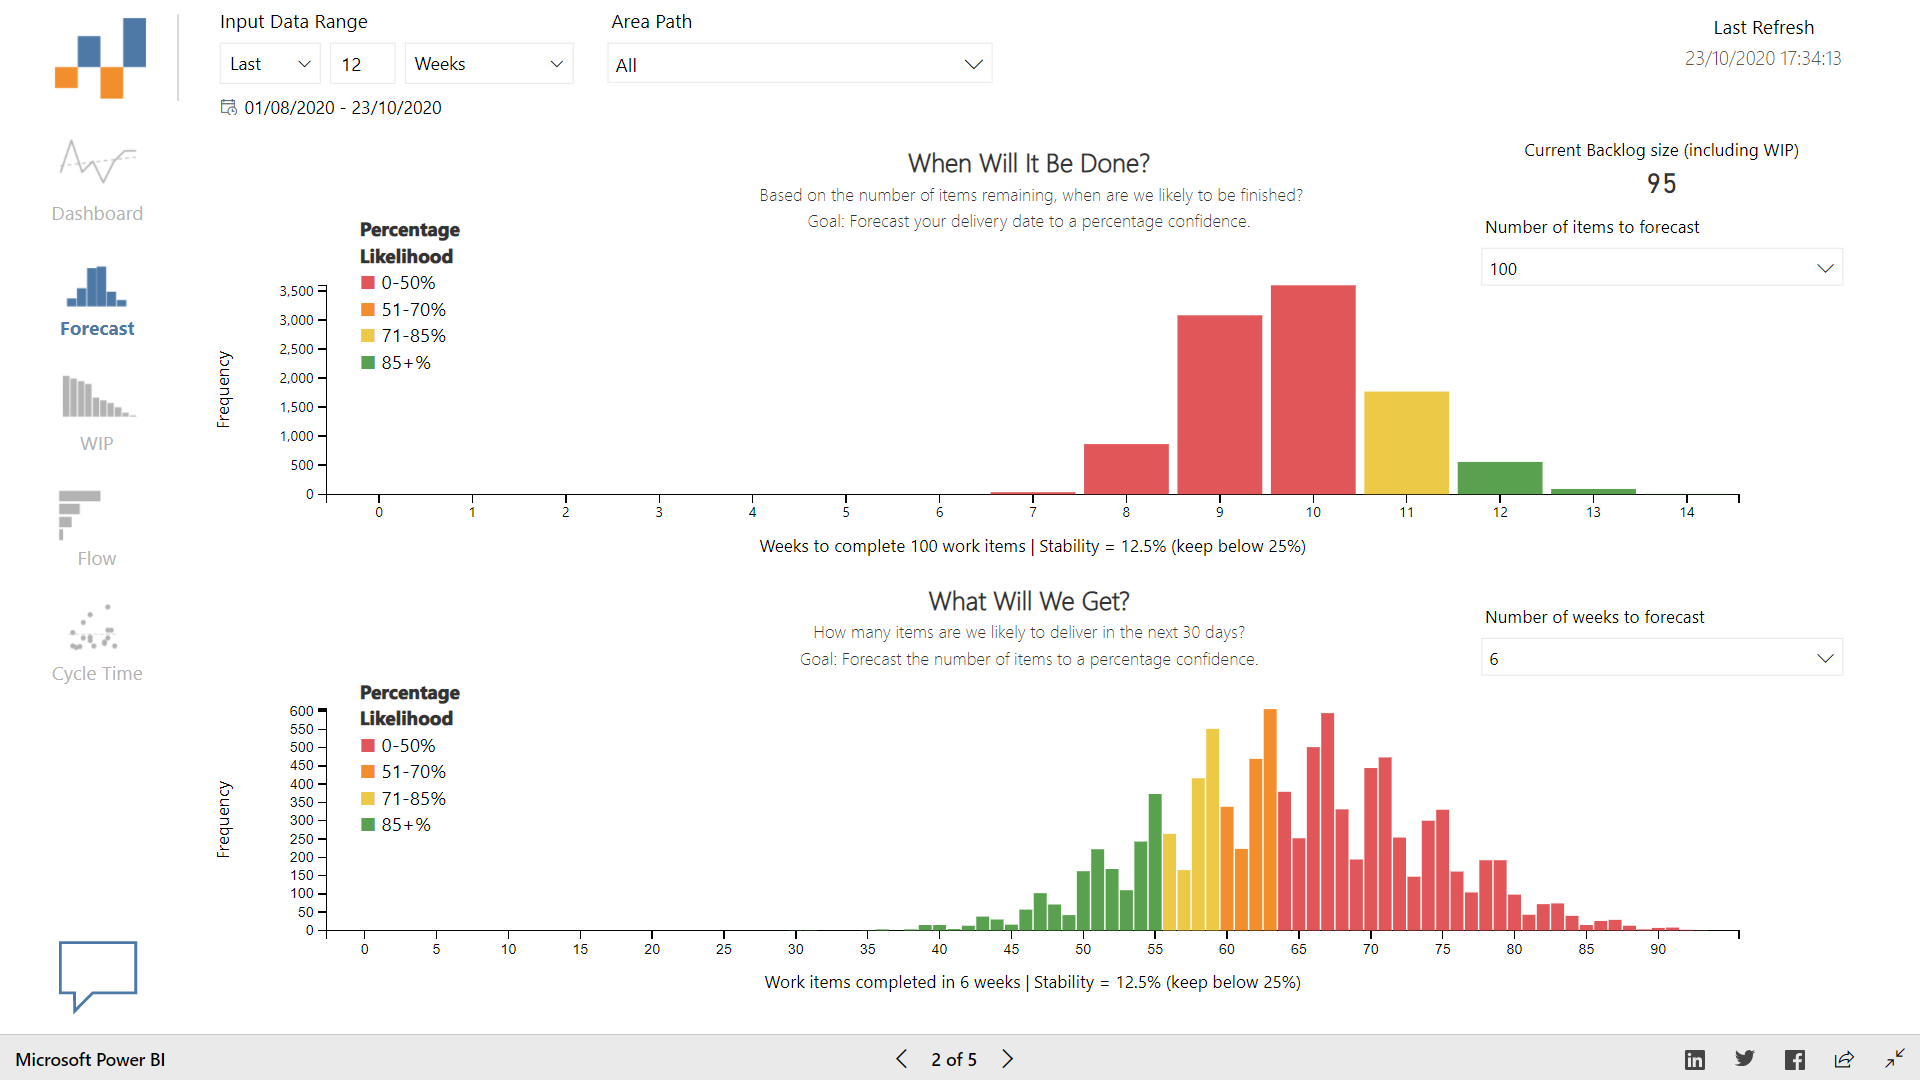 Input Data Range
Area Path
Last Refresh
Last
12
Weeks
All
23/10/2020 17:34:13
01/08/2020 - 23/10/2020
Dashboard
Forecast
WIP
Flow
Cycle Time
When Will It Be Done?
Based on the number of items remaining, when are we likely to be finished?
Goal: Forecast your delivery date to a percentage confidence.
Current Backlog size (including WIP)
95
Number of items to forecast
100
Percentage
Likelihood
0-50%
51-70%
71-85%
85+%
Frequency
3,500
3,000
2,500
2,000
1,500
1,000
500
0
0 1 2 3 4 5 6 7 8 9 10 11 12 13 14
Weeks to complete 100 work items | Stability = 12.5% (keep below 25%)
What Will We Get?
How many items are we likely to deliver in the next 30 days?
Goal: Forecast the number of items to a percentage confidence.
Number of weeks to forecast
6
Percentage
Likelihood
0-50%
51-70%
71-85%
85+%
Frequency
600
550
500
450
400
350
300
250
200
150
100
50
0
0 5 10 15 20 25 30 35 40 45 50 55 60 65 70 75 80 85 90
Work items completed in 6 weeks | Stability = 12.5% (keep below 25%)
Microsoft Power BI
2 of 5